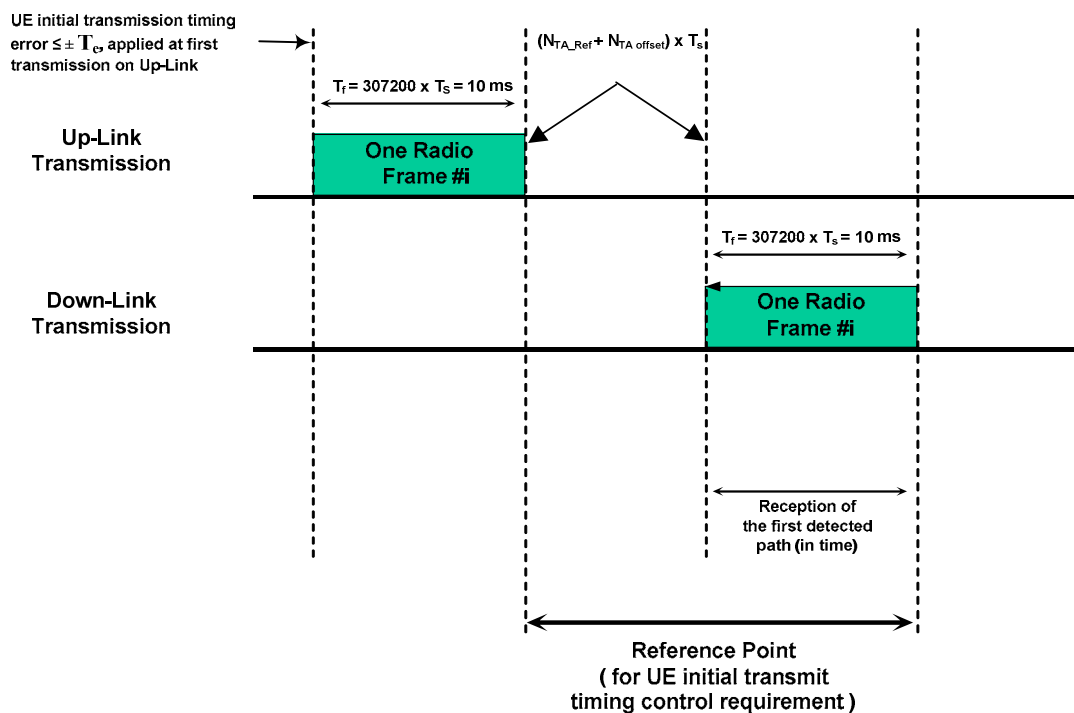 UE initial transmission timing
error ≤ ± Te, applied at first
transmission on Up-Link
(NTA_Ref + NTA offset) x Ts
Tf = 307200 x TS = 10 ms
Up-Link
Transmission
One Radio
Frame #i
Tf = 307200 x Ts = 10 ms
Down-Link
Transmission
One Radio
Frame #i
Reception of
the first detected
path (in time)
Reference Point
( for UE initial transmit
timing control requirement )